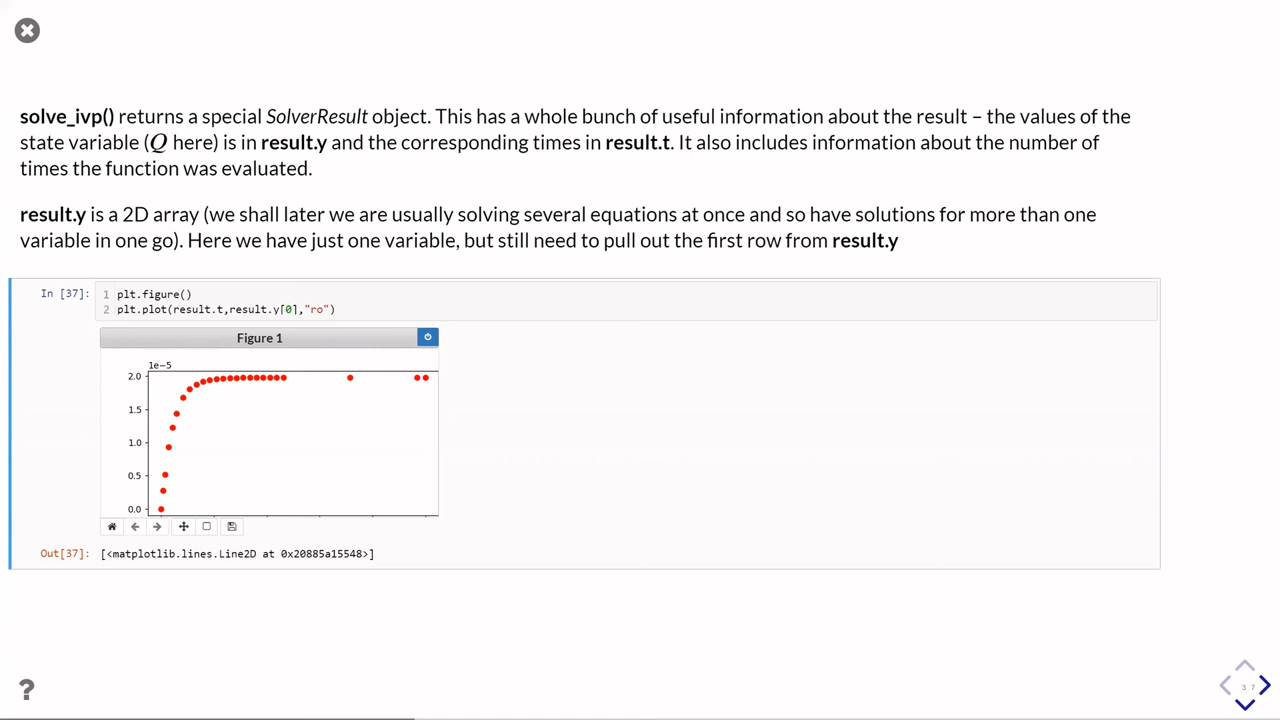 solve_ivp() returns a special SolverResult object. This has a whole bunch of useful information about the result – the values of the
state variable (Q here) is in result.y and the corresponding times in result.t. It also includes information about the number of
times the function was evaluated.
result.y is a 2D array (we shall later we are usually solving several equations at once and so have solutions for more than one
variable in one go). Here we have just one variable, but still need to pull out the first row from result.y
In [37]:
1 plt.figure()
2 plt.plot(result.t,result.y[0],"ro")
Figure 1
1e-5
2.0
1.5
1.0
0.5
0.0
Out[37]: [<matplotlib.lines.Line2D at 0x20885a15548>]
?
3.7